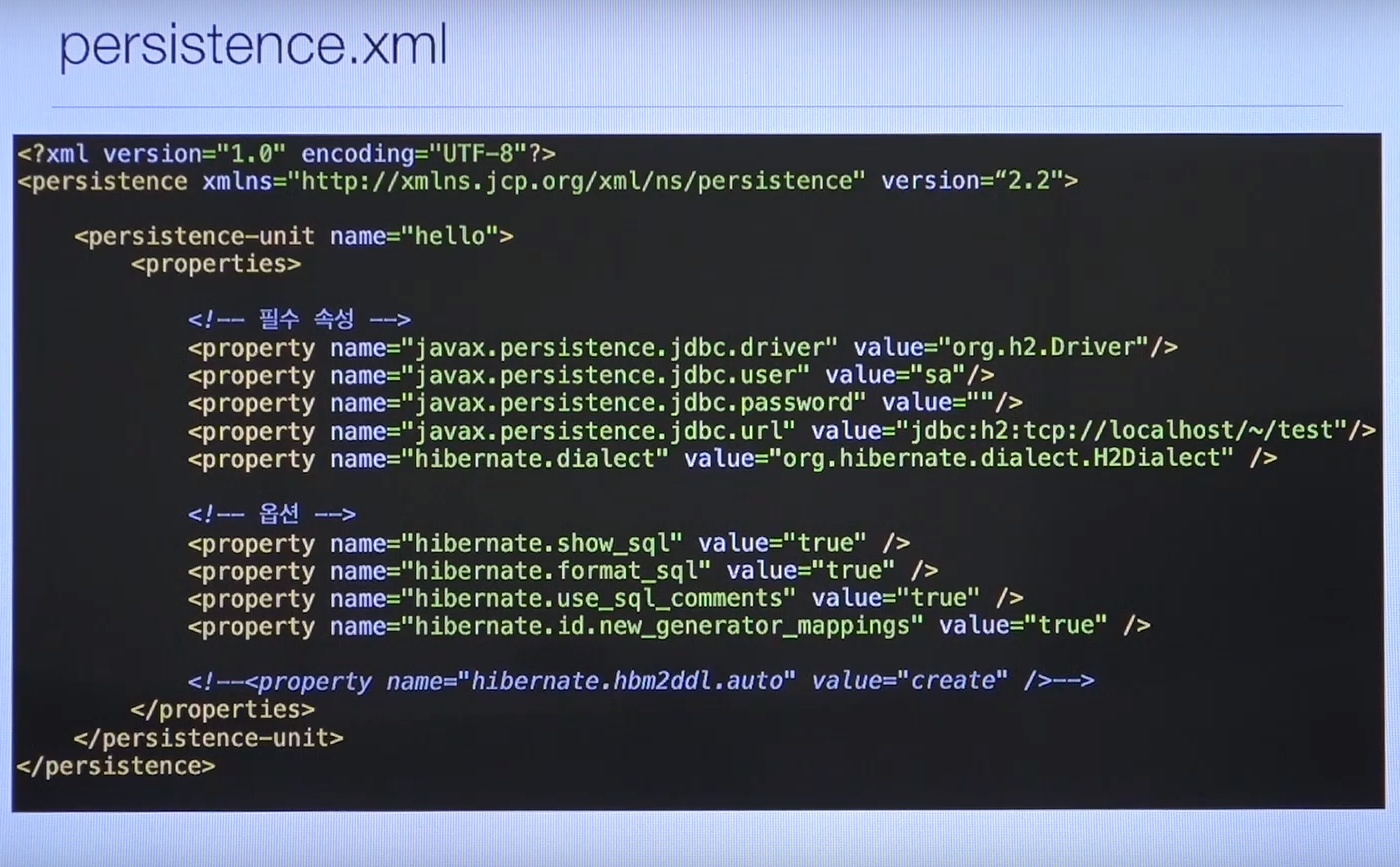 persistence.xml
<?xml version="1.0" encoding="UTF-8"?>
<persistence xmlns="http://xmlns.jcp.org/xml/ns/persistence" version=“2.2">
<persistence-unit name="hello">
<properties>
<!-- 필수 속성 -->
<property name="javax.persistence.jdbc.driver" value="org.h2.Driver"/>
<property name="javax.persistence.jdbc.user" value="sa"/>
<property name="javax.persistence.jdbc.password" value=""/>
<property name="javax.persistence.jdbc.url" value="jdbc:h2:tcp://localhost/~/test"/>
<property name="hibernate.dialect" value="org.hibernate.dialect.H2Dialect" />
<!-- 옵션 -->
<property name="hibernate.show_sql" value="true" />
<property name="hibernate.format_sql" value="true" />
<property name="hibernate.use_sql_comments" value="true" />
<property name="hibernate.id.new_generator_mappings" value="true" />
<!--<property name="hibernate.hbm2ddl.auto" value="create" />-->
</properties>
</persistence-unit>
</persistence>